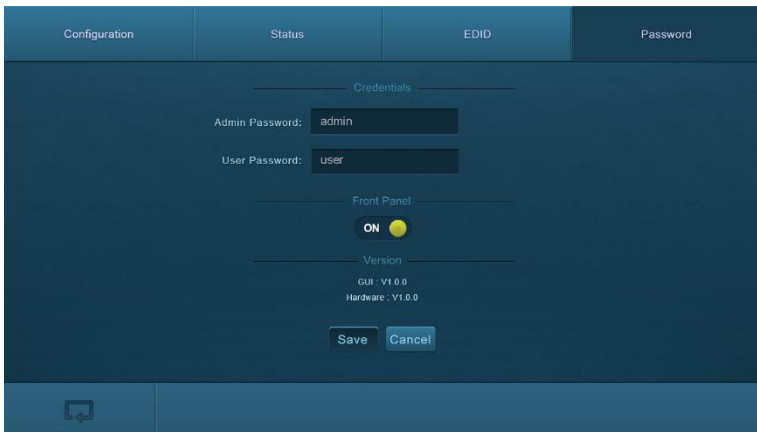 Configuration Status EDID Password
Credentials
Admin Password: admin
User Password: user
Front Panel
ON
Version
GUI : V1.0.0
Hardware : V1.0.0
Save Cancel